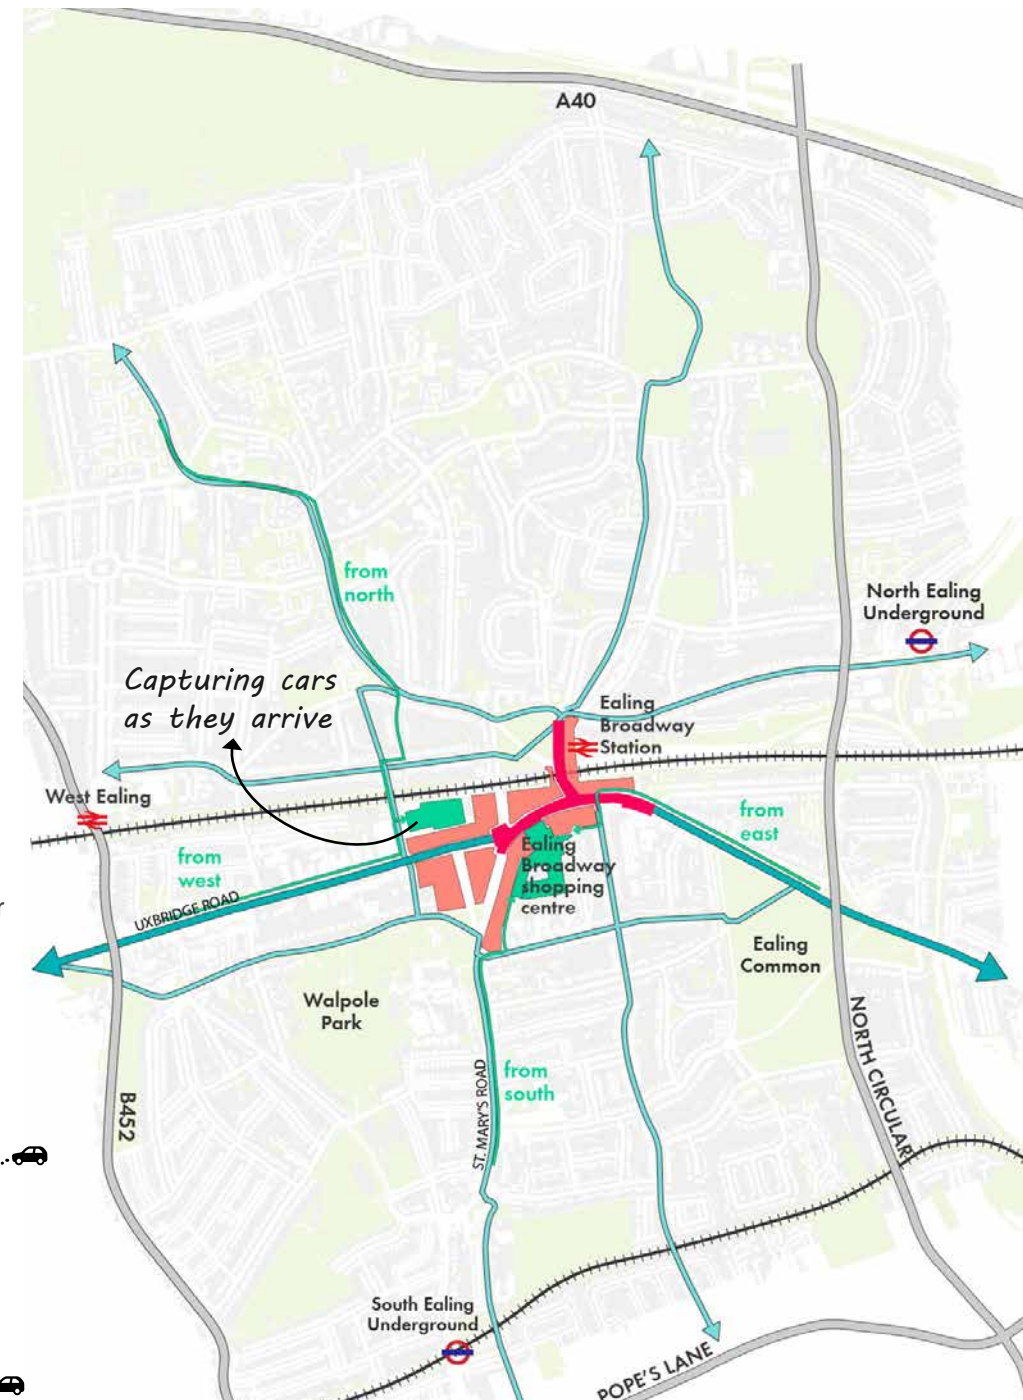 A40
from
north
North Ealing
Underground
Capturing cars
as they arrive
Ealing
Broadway
Station
West Ealing
from
east
from
west
Ealing
Broadway
shopping
centre
UXBRIDGE ROAD
r
Ealing
Common
Walpole
Park
NORTH CIRCULAR
ST. MARY'S ROAD
from
south
B452
South Ealing
Underground
POPE'S LANE